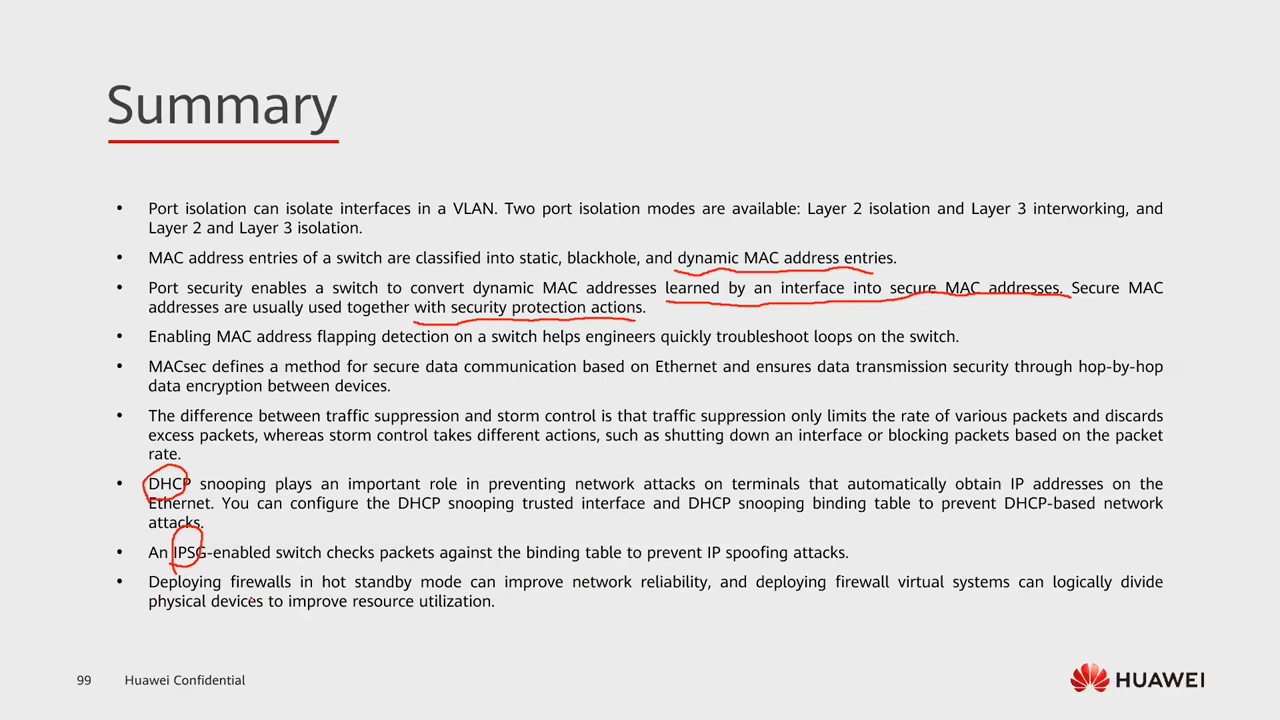 Summary
• Port isolation can isolate interfaces in a VLAN. Two port isolation modes are available: Layer 2 isolation and Layer 3 interworking, and
Layer 2 and Layer 3 isolation.
• MAC address entries of a switch are classified into static, blackhole, and dynamic MAC address entries.
• Port security enables a switch to convert dynamic MAC addresses learned by an interface into secure MAC addresses. Secure MAC
addresses are usually used together with security protection actions.
• Enabling MAC address flapping detection on a switch helps engineers quickly troubleshoot loops on the switch.
• MACsec defines a method for secure data communication based on Ethernet and ensures data transmission security through hop-by-hop
data encryption between devices.
• The difference between traffic suppression and storm control is that traffic suppression only limits the rate of various packets and discards
excess packets, whereas storm control takes different actions, such as shutting down an interface or blocking packets based on the packet
rate.
• DHCP snooping plays an important role in preventing network attacks on terminals that automatically obtain IP addresses on the
Ethernet. You can configure the DHCP snooping trusted interface and DHCP snooping binding table to prevent DHCP-based network
attacks.
• An IPSG-enabled switch checks packets against the binding table to prevent IP spoofing attacks.
• Deploying firewalls in hot standby mode can improve network reliability, and deploying firewall virtual systems can logically divide
physical devices to improve resource utilization.
99 Huawei Confidential
HUAWEI